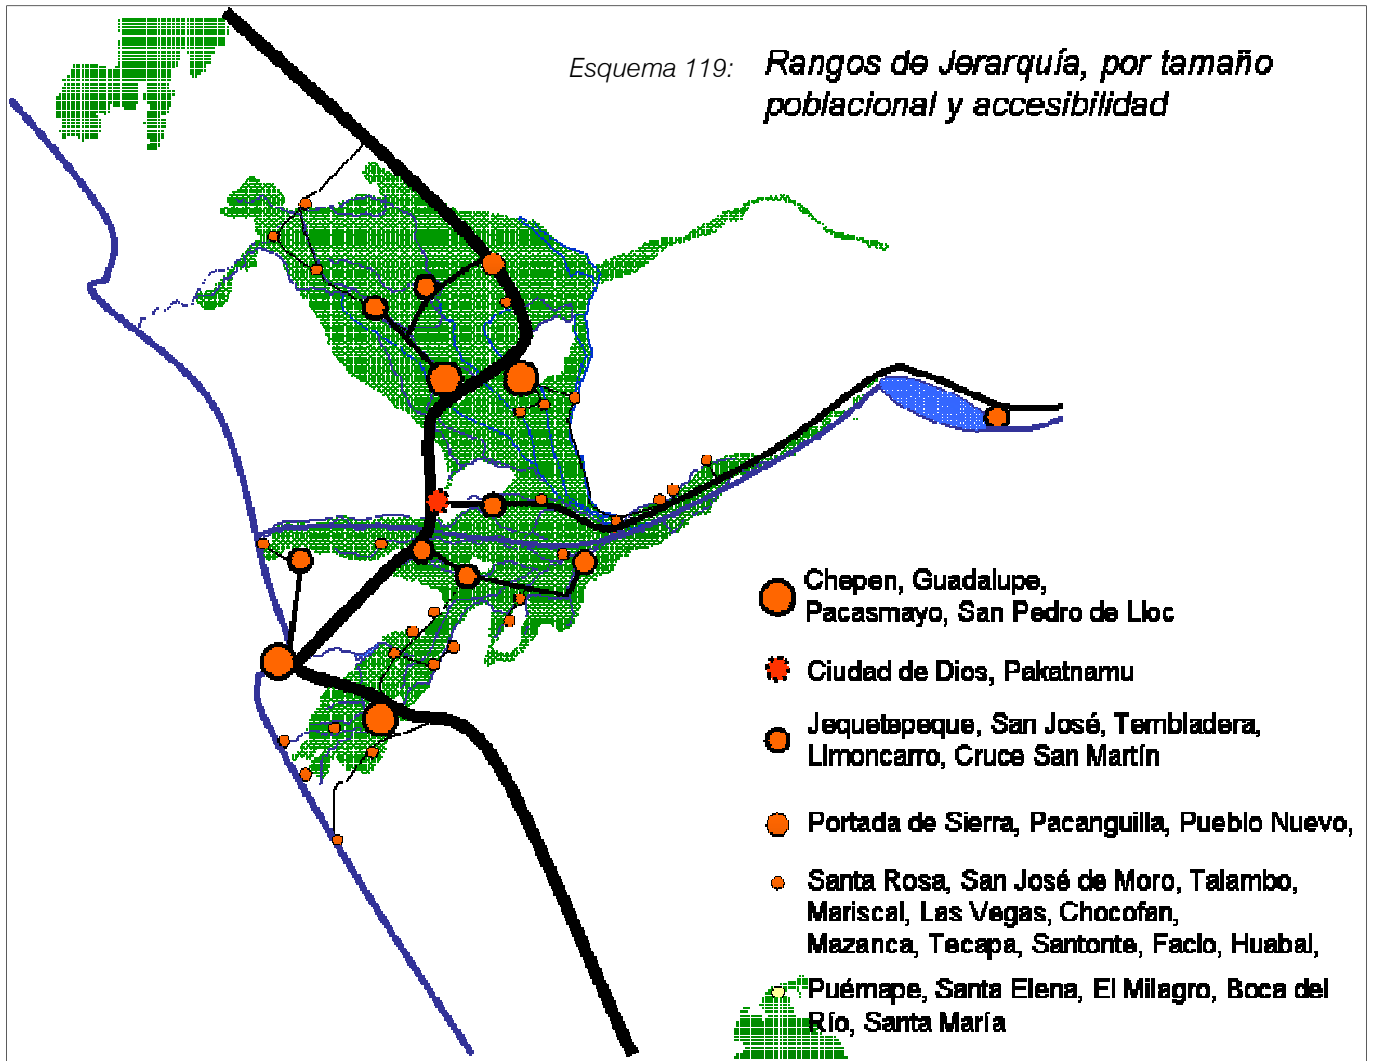 Esquema 119: Rangos de Jerarquía, por tamaño
poblacional y accesibilidad
Chepen, Guadalupe,
Pacasmayo, San Pedro de Lloc
Ciudad de Dios, Pakatnamu
Jequetepeque, San José, Tembladera,
Limoncarro, Cruce San Martín
Portada de Sierra, Pacanguilla, Pueblo Nuevo,
Santa Rosa, San José de Moro, Talambo,
Mariscal, Las Vegas, Chocofan,
Mazanca, Tecapa, Santonte, Faclo, Huabal,
Puémape, Santa Elena, El Milagro, Boca del
Río, Santa María